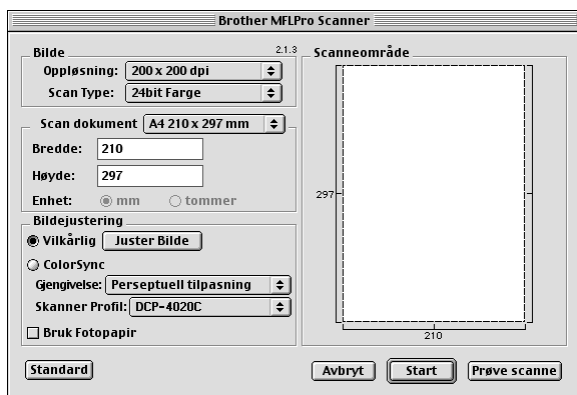 Brother MFLPro Scanner
Bilde 2.1.3
Oppløsning: 200 x 200 dpi
Scan Type: 24bit Farge
Scan dokument A4 210 x 297 mm
Bredde: 210
Høyde: 297
Enhet: mm tommer
Bildejustering
Vilkårlig Juster Bilde
ColorSync
Gjengivelse: Perseptuell tilpasning
Skanner Profil: DCP-4020C
Bruk Fotopapir
Scanneområde
297
210
Standard Avbryt Start Prøve scanne